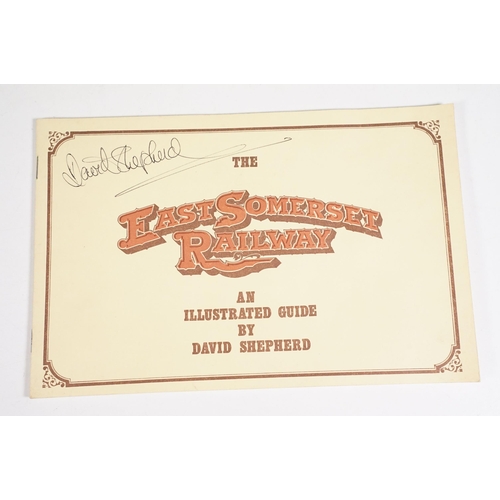 David Shepherd
THE
EAST SOMERSET
RAILWAY
AN
ILLUSTRATED GUIDE
BY
DAVID SHEPHERD